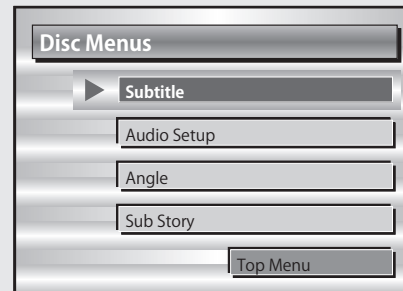 Disc Menus
Subtitle
Audio Setup
Angle
Sub Story
Top Menu